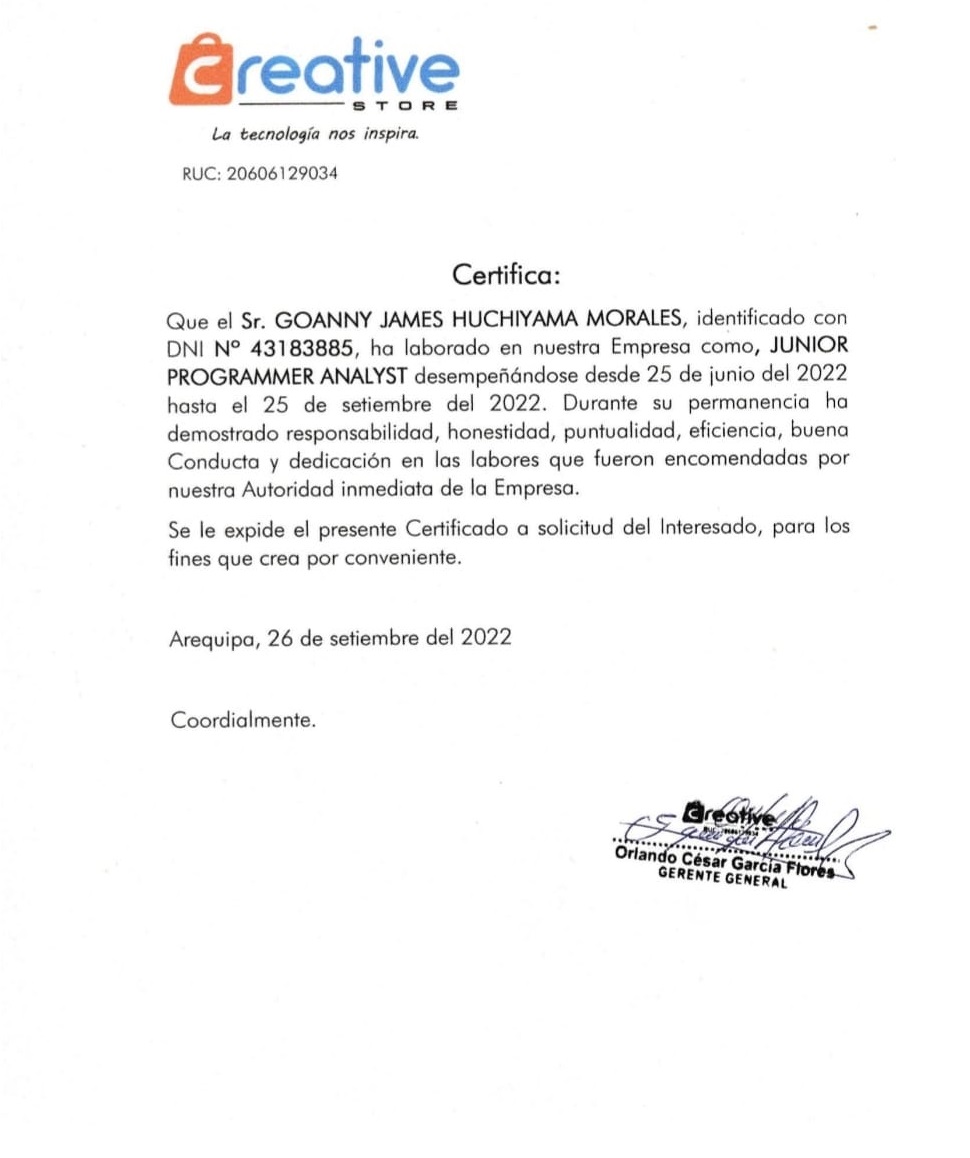 Creative
STORE
La tecnología nos inspira.
RUC: 20606129034
Certifica:
Que el Sr. GOANNY JAMES HUCHIYAMA MORALES, identificado con
DNI Nº 43183885, ha laborado en nuestra Empresa como, JUNIOR
PROGRAMMER ANALYST desempeñándose desde 25 de junio del 2022
hasta el 25 de setiembre del 2022. Durante su permanencia ha
demostrado responsabilidad, honestidad, puntualidad, eficiencia, buena
Conducta y dedicación en las labores que fueron encomendadas por
nuestra Autoridad inmediata de la Empresa.
Se le expide el presente Certificado a solicitud del Interesado, para los
fines que crea por conveniente.
Arequipa, 26 de setiembre del 2022
Coordialmente.
Creative
Orlando César García Flores
GERENTE GENERAL